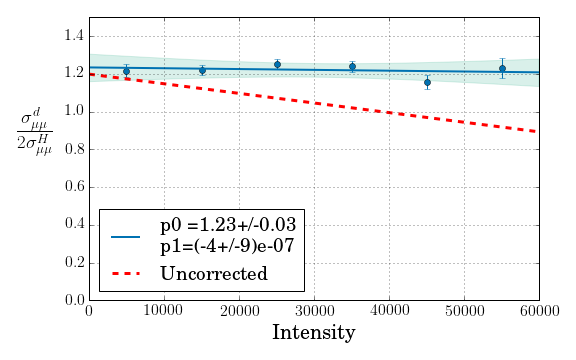 1.4
1.2
1.0
0.8
0.6
0.4
0.2
0.0
σ^d_μμ
2σ^H_μμ
p0 =1.23+/-0.03
p1=(-4+/-9)e-07
Uncorrected
0 10000 20000 30000 40000 50000 60000
Intensity